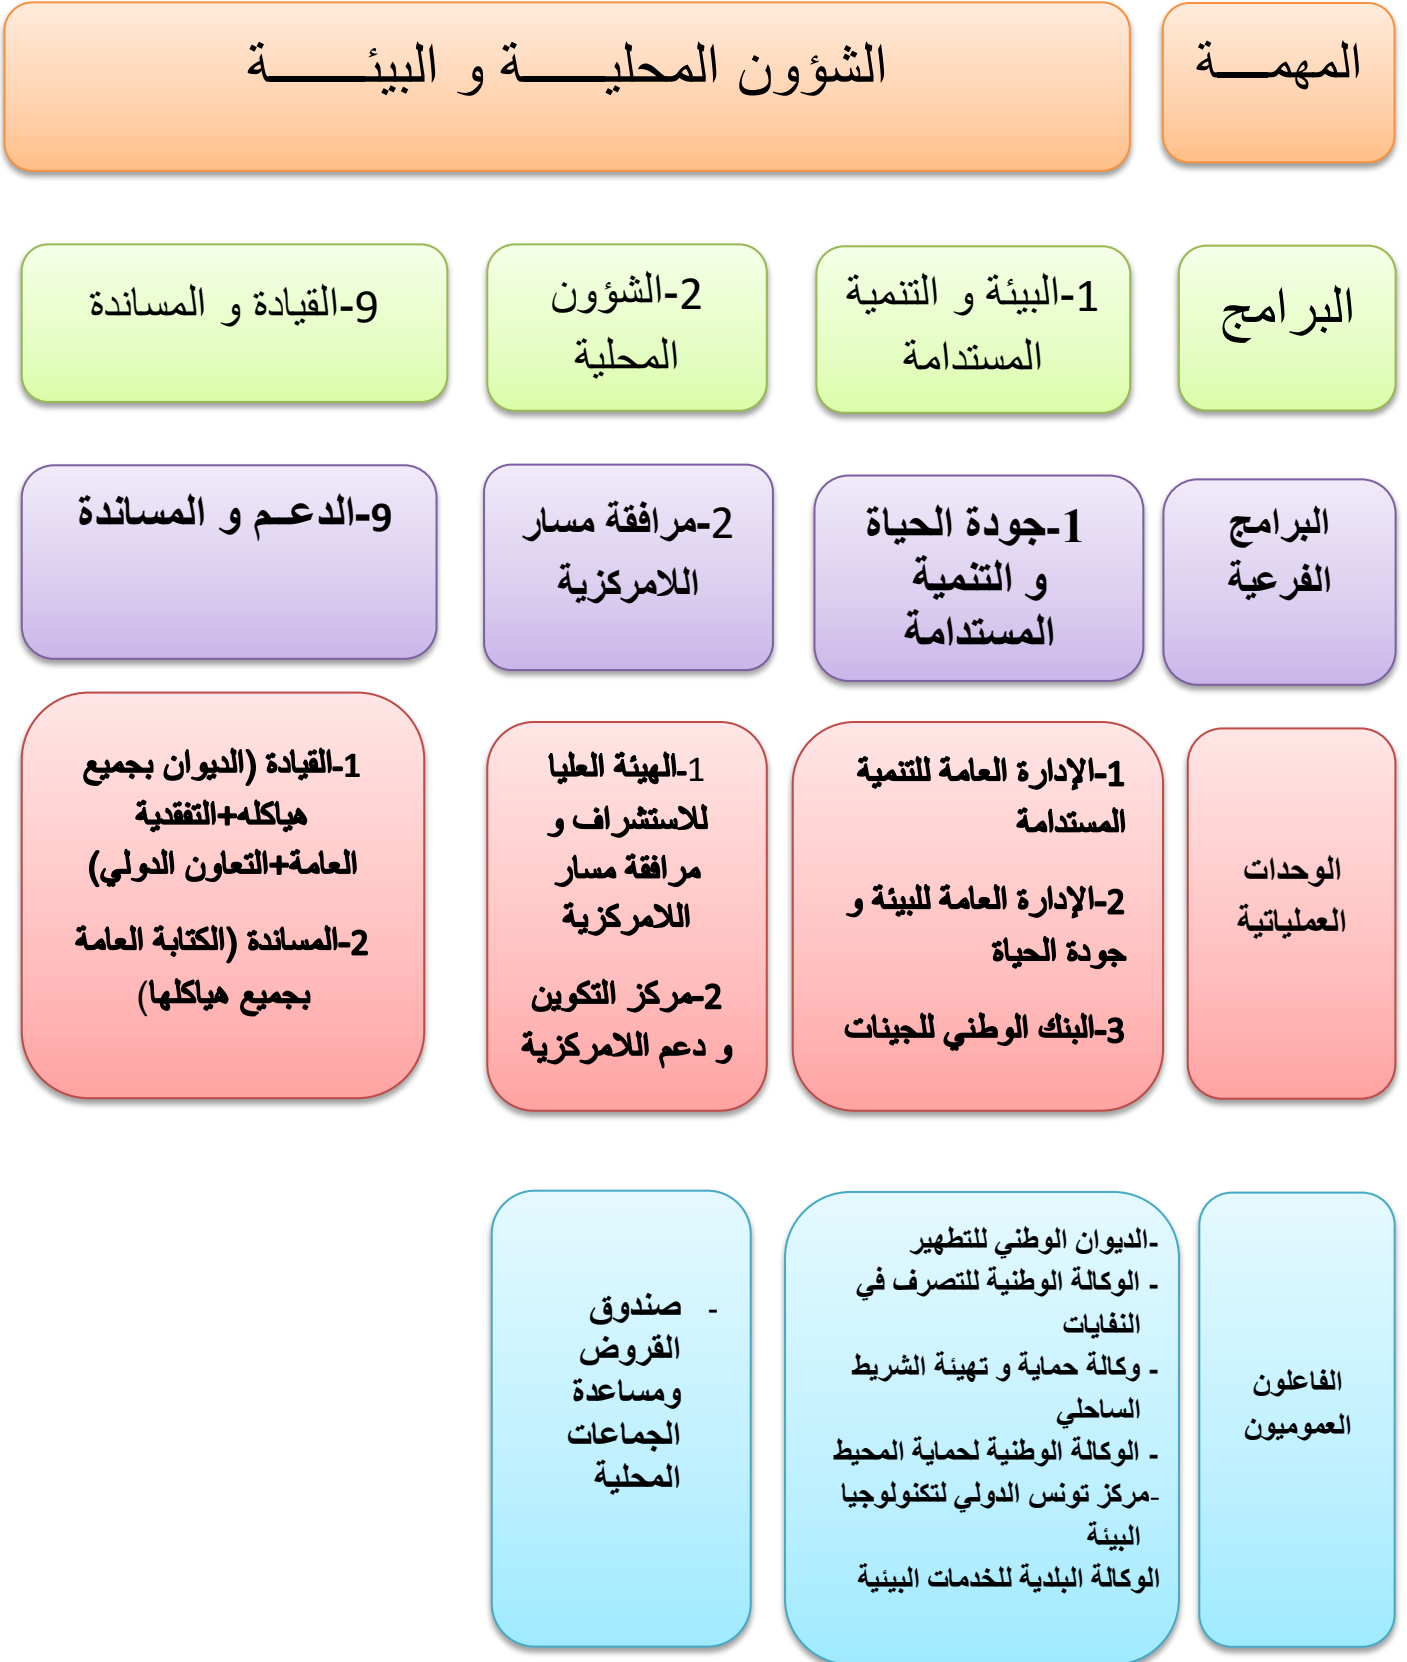 المهمــــة
الشؤون المحليــــــة و البيئــــــــة
البرامج
1-البيئة و التنمية
المستدامة
2-الشؤون
المحلية
9-القيادة و المساندة
البرامج
الفرعية
1-جودة الحياة
و التنمية
المستدامة
2-مرافقة مسار
اللامركزية
9-الدعــم و المساندة
الوحدات
العملياتية
1-الإدارة العامة للتنمية
المستدامة
2-الإدارة العامة للبيئة و
جودة الحياة
3-البنك الوطني للجينات
1-الهيئة العليا
للاستشراف و
مرافقة مسار
اللامركزية
2-مركز التكوين
و دعم اللامركزية
1-القيادة (الديوان بجميع
هياكله+التفقدية
العامة+التعاون الدولي)
2-المساندة (الكتابة العامة
بجميع هياكلها)
الفاعلون
العموميون
-الديوان الوطني للتطهير
- الوكالة الوطنية للتصرف في
النفايات
- وكالة حماية و تهيئة الشريط
الساحلي
- الوكالة الوطنية لحماية المحيط
-مركز تونس الدولي لتكنولوجيا
البيئة
الوكالة البلدية للخدمات البيئية
- صندوق
القروض
ومساعدة
الجماعات
المحلية